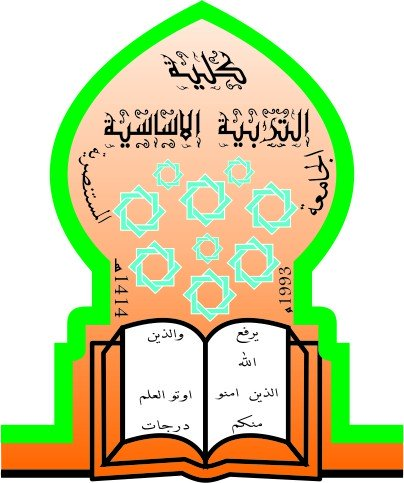 كلية
التربية الاساسية
الجامعة
المستنصرية
1414هـ
1993م
يرفع
الله
الذين امنو
منكم
والذين
اوتو العلم
درجات